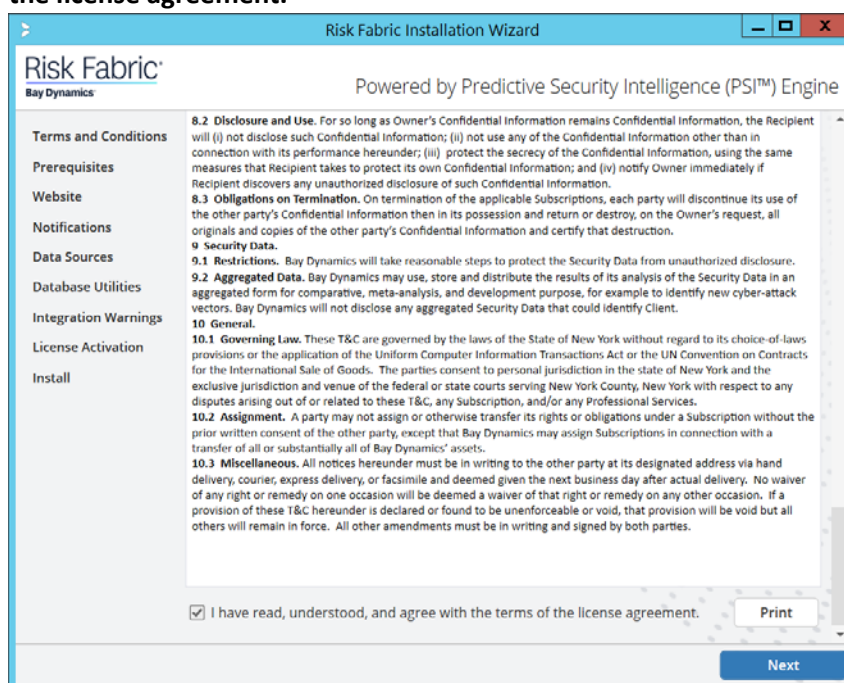 the license agreement.
Risk Fabric Installation Wizard
Risk Fabric
Bay Dynamics
Powered by Predictive Security Intelligence (PSI™) Engine
Terms and Conditions
Prerequisites
Website
Notifications
Data Sources
Database Utilities
Integration Warnings
License Activation
Install
8.2 Disclosure and Use. For so long as Owner's Confidential Information remains Confidential Information, the Recipient
will (i) not disclose such Confidential Information; (ii) not use any of the Confidential Information other than in
connection with its performance hereunder; (iii) protect the secrecy of the Confidential Information, using the same
measures that Recipient takes to protect its own Confidential Information; and (iv) notify Owner immediately if
Recipient discovers any unauthorized disclosure of such Confidential Information.
8.3 Obligations on Termination. On termination of the applicable Subscriptions, each party will discontinue its use of
the other party's Confidential Information then in its possession and return or destroy, on the Owner's request, all
originals and copies of the other party's Confidential Information and certify that destruction.
9 Security Data.
9.1 Restrictions. Bay Dynamics will take reasonable steps to protect the Security Data from unauthorized disclosure.
9.2 Aggregated Data. Bay Dynamics may use, store and distribute the results of its analysis of the Security Data in an
aggregated form for comparative, meta-analysis, and development purpose, for example to identify new cyber-attack
vectors. Bay Dynamics will not disclose any aggregated Security Data that could identify Client.
10 General.
10.1 Governing Law. These T&C are governed by the laws of the State of New York without regard to its choice-of-laws
provisions or the application of the Uniform Computer Information Transactions Act or the UN Convention on Contracts
for the International Sale of Goods. The parties consent to personal jurisdiction in the state of New York and the
exclusive jurisdiction and venue of the federal or state courts serving New York County, New York with respect to any
disputes arising out of or related to these T&C, any Subscription, and/or any Professional Services.
10.2 Assignment. A party may not assign or otherwise transfer its rights or obligations under a Subscription without the
prior written consent of the other party, except that Bay Dynamics may assign Subscriptions in connection with a
transfer of all or substantially all of Bay Dynamics' assets.
10.3 Miscellaneous. All notices hereunder must be in writing to the other party at its designated address via hand
delivery, courier, express delivery, or facsimile and deemed given the next business day after actual delivery. No waiver
of any right or remedy on one occasion will be deemed a waiver of that right or remedy on any other occasion. If a
provision of these T&C hereunder is declared or found to be unenforceable or void, that provision will be void but all
others will remain in force. All other amendments must be in writing and signed by both parties.
I have read, understood, and agree with the terms of the license agreement.
Print
Next